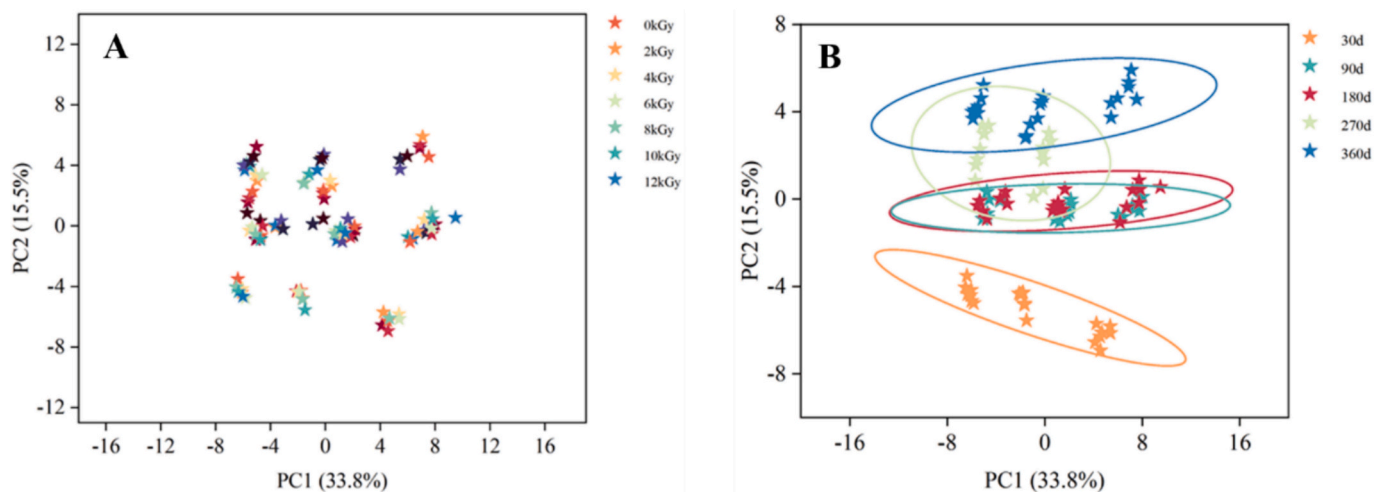 A
12
8
4
0
-4
-8
-12
-16
-12
-8
-4
0
4
8
12
16
PC2 (15.5%)
PC1 (33.8%)
0kGy
2kGy
4kGy
6kGy
8kGy
10kGy
12kGy
B
8
4
0
-4
-8
-16
-8
0
8
16
PC2 (15.5%)
PC1 (33.8%)
30d
90d
180d
270d
360d